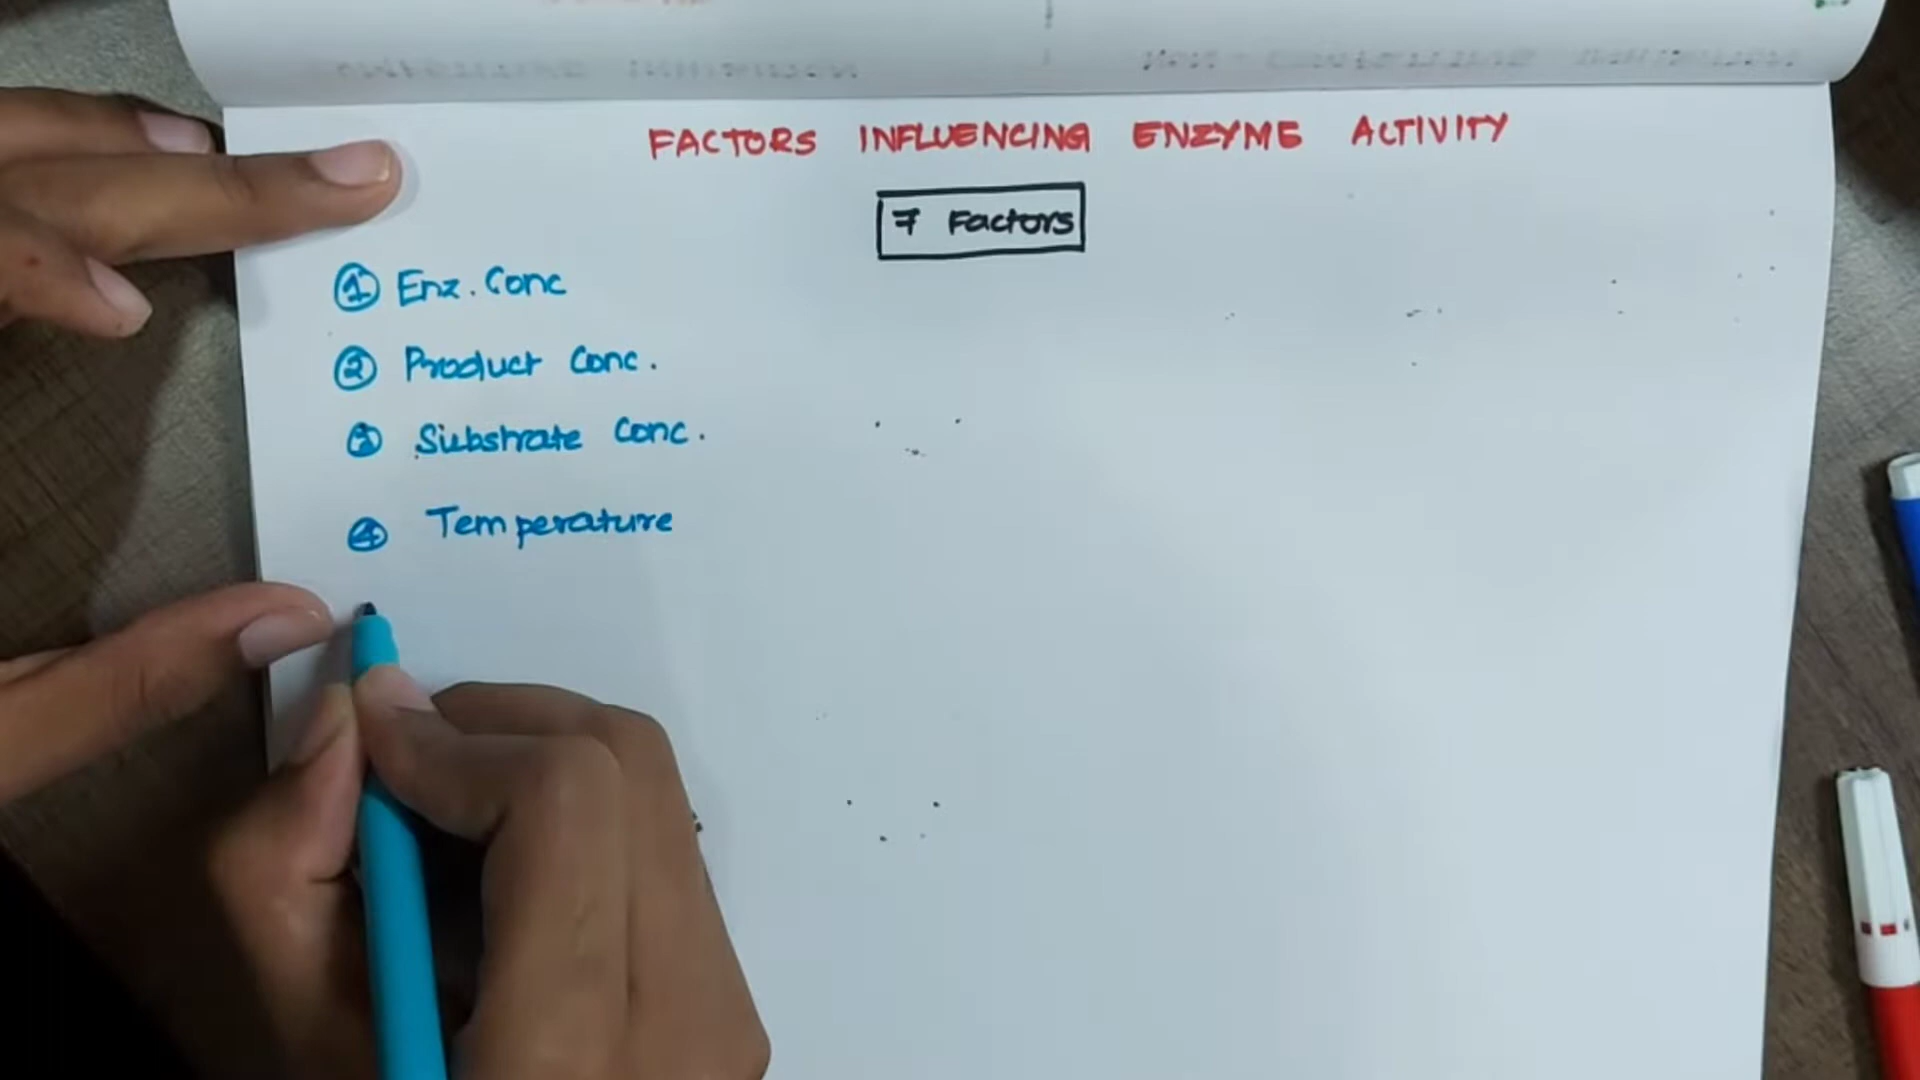 FACTORS INFLUENCING ENZYME ACTIVITY
7 Factors
① Enz. Conc
② Product Conc.
③ Substrate Conc.
④ Temperature